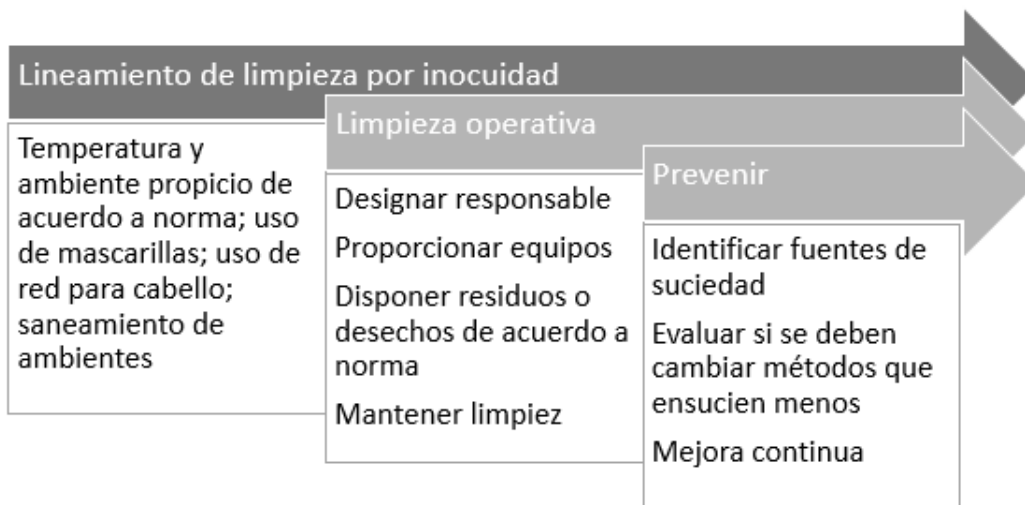 Lineamiento de limpieza por inocuidad
Temperatura y
ambiente propicio de
acuerdo a norma; uso
de mascarillas; uso de
red para cabello;
saneamiento de
ambientes
Limpieza operativa
Designar responsable
Proporcionar equipos
Disponer residuos o
desechos de acuerdo a
norma
Mantener limpiez
Prevenir
Identificar fuentes de
suciedad
Evaluar si se deben
cambiar métodos que
ensucien menos
Mejora continua